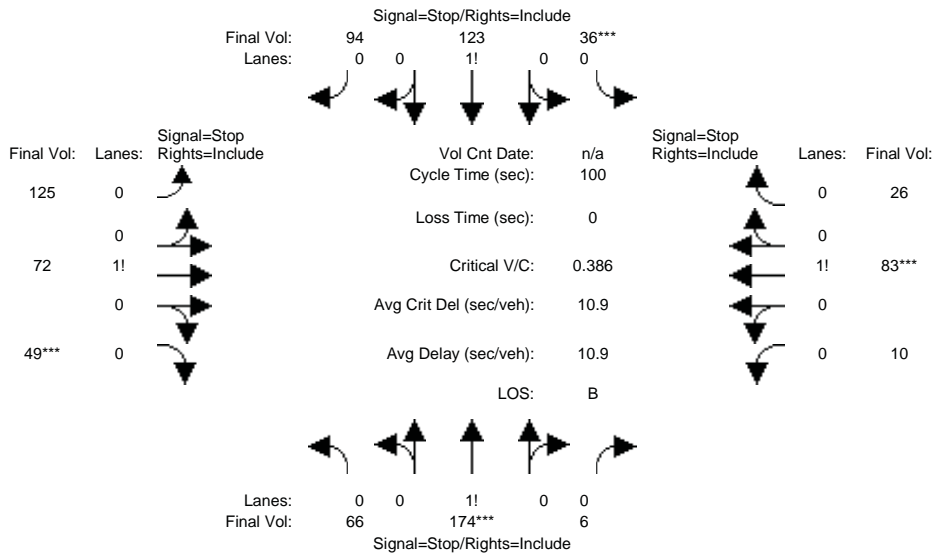 Signal=Stop/Rights=Include
Final Vol: 94 123 36***
Lanes: 0 0 1! 0 0
Signal=Stop Signal=Stop
Final Vol: Lanes: Rights=Include Vol Cnt Date: n/a Rights=Include Lanes: Final Vol:
Cycle Time (sec): 100
125 0 0 26
Loss Time (sec): 0
0 0
72 1! Critical V/C: 0.386 1! 83***
0 Avg Crit Del (sec/veh): 10.9 0
49*** 0 Avg Delay (sec/veh): 10.9 0 10
LOS: B
Lanes: 0 0 1! 0 0
Final Vol: 66 174*** 6
Signal=Stop/Rights=Include